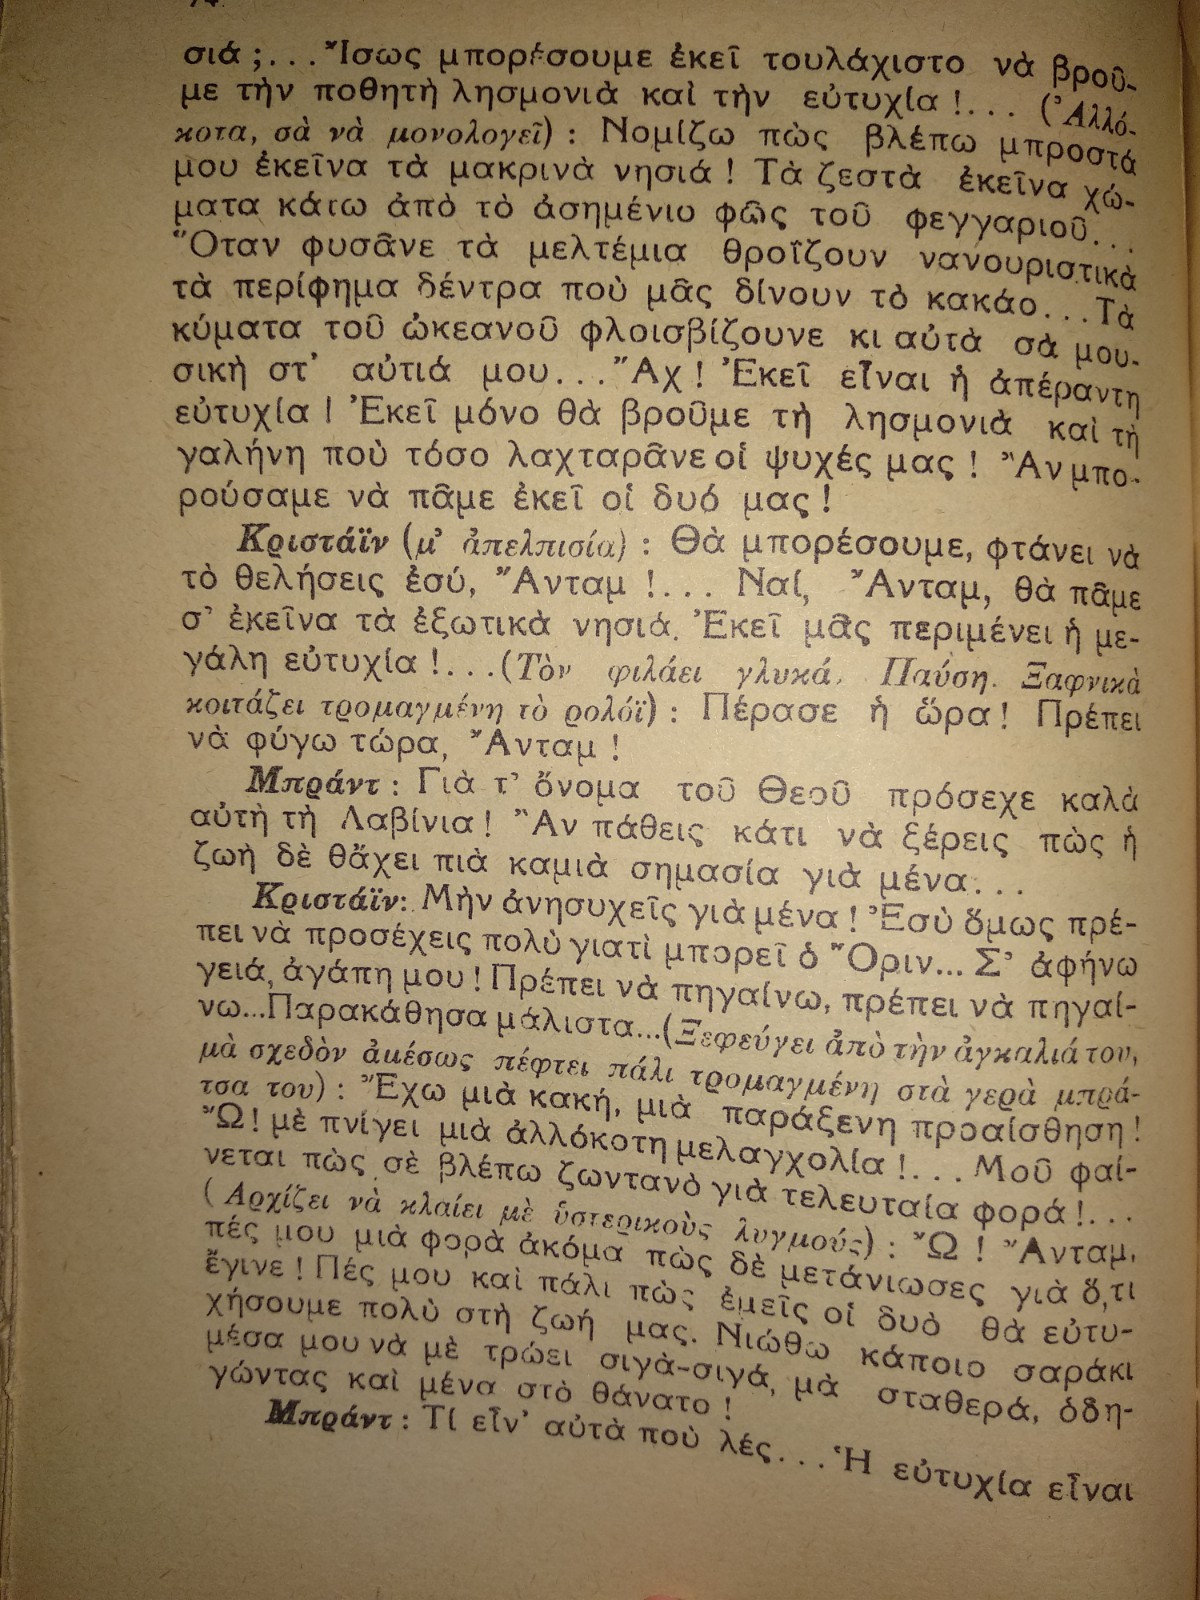 σιά ;... Ἴσως μπορέσουμε ἐκεῖ τουλάχιστο νὰ βροῦ-
με τὴν ποθητὴ λησμονιὰ καὶ τὴν εὐτυχία !... (Ἀλλό-
κοτα, σὰ νὰ μονολογεῖ) : Νομίζω πὼς βλέπω μπροστά
μου ἐκεῖνα τὰ μακρινὰ νησιά ! Τὰ ζεστὰ ἐκεῖνα χώ-
ματα κάτω ἀπὸ τὸ ἀσημένιο φῶς τοῦ φεγγαριοῦ...
Ὅταν φυσᾶνε τὰ μελτέμια θροΐζουν νανουριστικὰ
τὰ περίφημα δέντρα ποὺ μᾶς δίνουν τὸ κακάο...Τὰ
κύματα τοῦ ὠκεανοῦ φλοισβίζουνε κι αὐτὰ σὰ μου-
σικὴ στ' αὐτιά μου... Ἄχ ! Ἐκεῖ εἶναι ἡ ἀπέραντη
εὐτυχία ! Ἐκεῖ μόνο θὰ βροῦμε τὴ λησμονιὰ καὶ τὴ
γαλήνη ποὺ τόσο λαχταρᾶνε οἱ ψυχές μας ! Ἂν μπο-
ρούσαμε νὰ πᾶμε ἐκεῖ οἱ δυό μας !
Κριστάϊν (μ' ἀπελπισία) : Θὰ μπορέσουμε, φτάνει νὰ
τὸ θελήσεις ἐσύ, Ἄνταμ !... Ναί, Ἄνταμ, θὰ πᾶμε
σ' ἐκεῖνα τὰ ἐξωτικὰ νησιά. Ἐκεῖ μᾶς περιμένει ἡ με-
γάλη εὐτυχία !...(Τὸν φιλάει γλυκά. Παύση. Ξαφνικὰ
κοιτάζει τρομαγμένη τὸ ρολόϊ) : Πέρασε ἡ ὥρα ! Πρέπει
νὰ φύγω τώρα, Ἄνταμ !
Μπράντ : Γιὰ τ' ὄνομα τοῦ Θεοῦ πρόσεχε καλὰ
αὐτὴ τὴ Λαβίνια ! Ἂν πάθεις κάτι νὰ ξέρεις πὼς ἡ
ζωὴ δὲ θἄχει πιὰ καμιὰ σημασία γιὰ μένα...
Κριστάϊν: Μὴν ἀνησυχεῖς γιὰ μένα ! Ἐσὺ ὅμως πρέ-
πει νὰ προσέχεις πολὺ γιατὶ μπορεῖ ὁ Ὄριν... Σ' ἀφήνω
γειά, ἀγάπη μου ! Πρέπει νὰ πηγαίνω, πρέπει νὰ πηγαί-
νω...Παρακάθησα μάλιστα...(Ξεφεύγει ἀπὸ τὴν ἀγκαλιά του,
μὰ σχεδὸν ἀμέσως πέφτει πάλι τρομαγμένη στὰ γερὰ μπρά-
τσα του) : Ἔχω μιὰ κακή, μιὰ παράξενη προαίσθηση !
Ὢ ! μὲ πνίγει μιὰ ἀλλόκοτη μελαγχολία !... Μοῦ φαί-
νεται πὼς σὲ βλέπω ζωντανὸ γιὰ τελευταία φορά !...
( Ἀρχίζει νὰ κλαίει μὲ ὑστερικοὺς λυγμούς) : Ὢ ! Ἄνταμ,
πές μου μιὰ φορὰ ἀκόμα πὼς δὲ μετάνιωσες γιὰ ὅ,τι
ἔγινε ! Πές μου καὶ πάλι πὼς ἐμεῖς οἱ δυὸ θὰ εὐτυ-
χήσουμε πολὺ στὴ ζωή μας. Νιώθω κάποιο σαράκι
μέσα μου νὰ μὲ τρώει σιγὰ-σιγά, μὰ σταθερά, ὁδη-
γώντας καὶ μένα στὸ θάνατο !
Μπράντ : Τί εἶν' αὐτὰ ποὺ λές... Ἡ εὐτυχία εἶναι